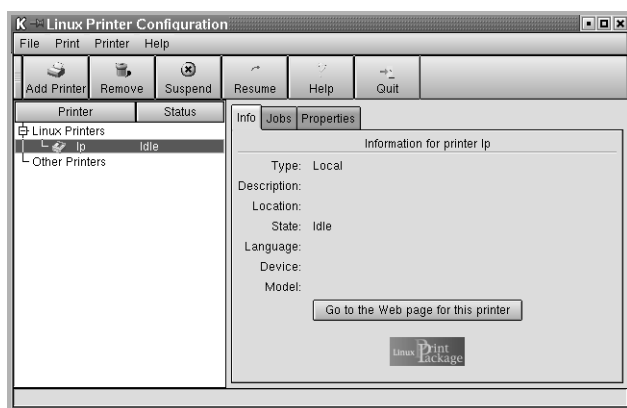 Linux Printer Configuration
File Print Printer Help
Add Printer Remove Suspend Resume Help Quit
Printer Status
Linux Printers
lp Idle
Other Printers
Info Jobs Properties
Information for printer lp
Type: Local
Description:
Location:
State: Idle
Language:
Device:
Model:
Go to the Web page for this printer
Linux Print Package